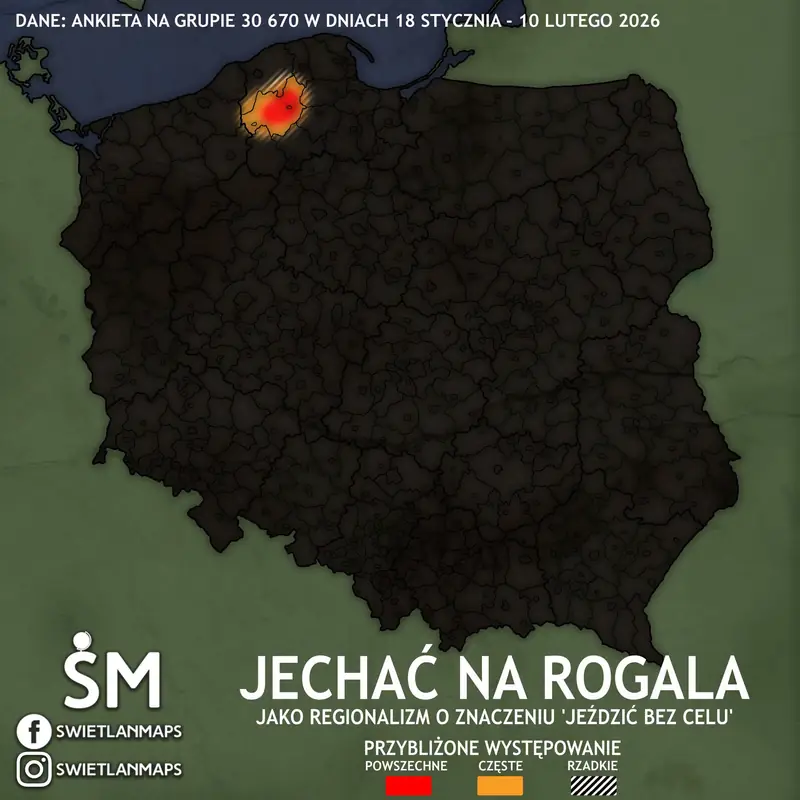 DANE: ANKIETA NA GRUPIE 30 670 W DNIACH 18 STYCZNIA - 10 LUTEGO 2026
ŚM
JECHAĆ NA ROGALA
JAKO REGIONALIZM O ZNACZENIU 'JEŹDZIĆ BEZ CELU'
SWIETLANMAPS
SWIETLANMAPS
PRZYBLIŻONE WYSTĘPOWANIE
POWSZECHNE CZĘSTE RZADKIE